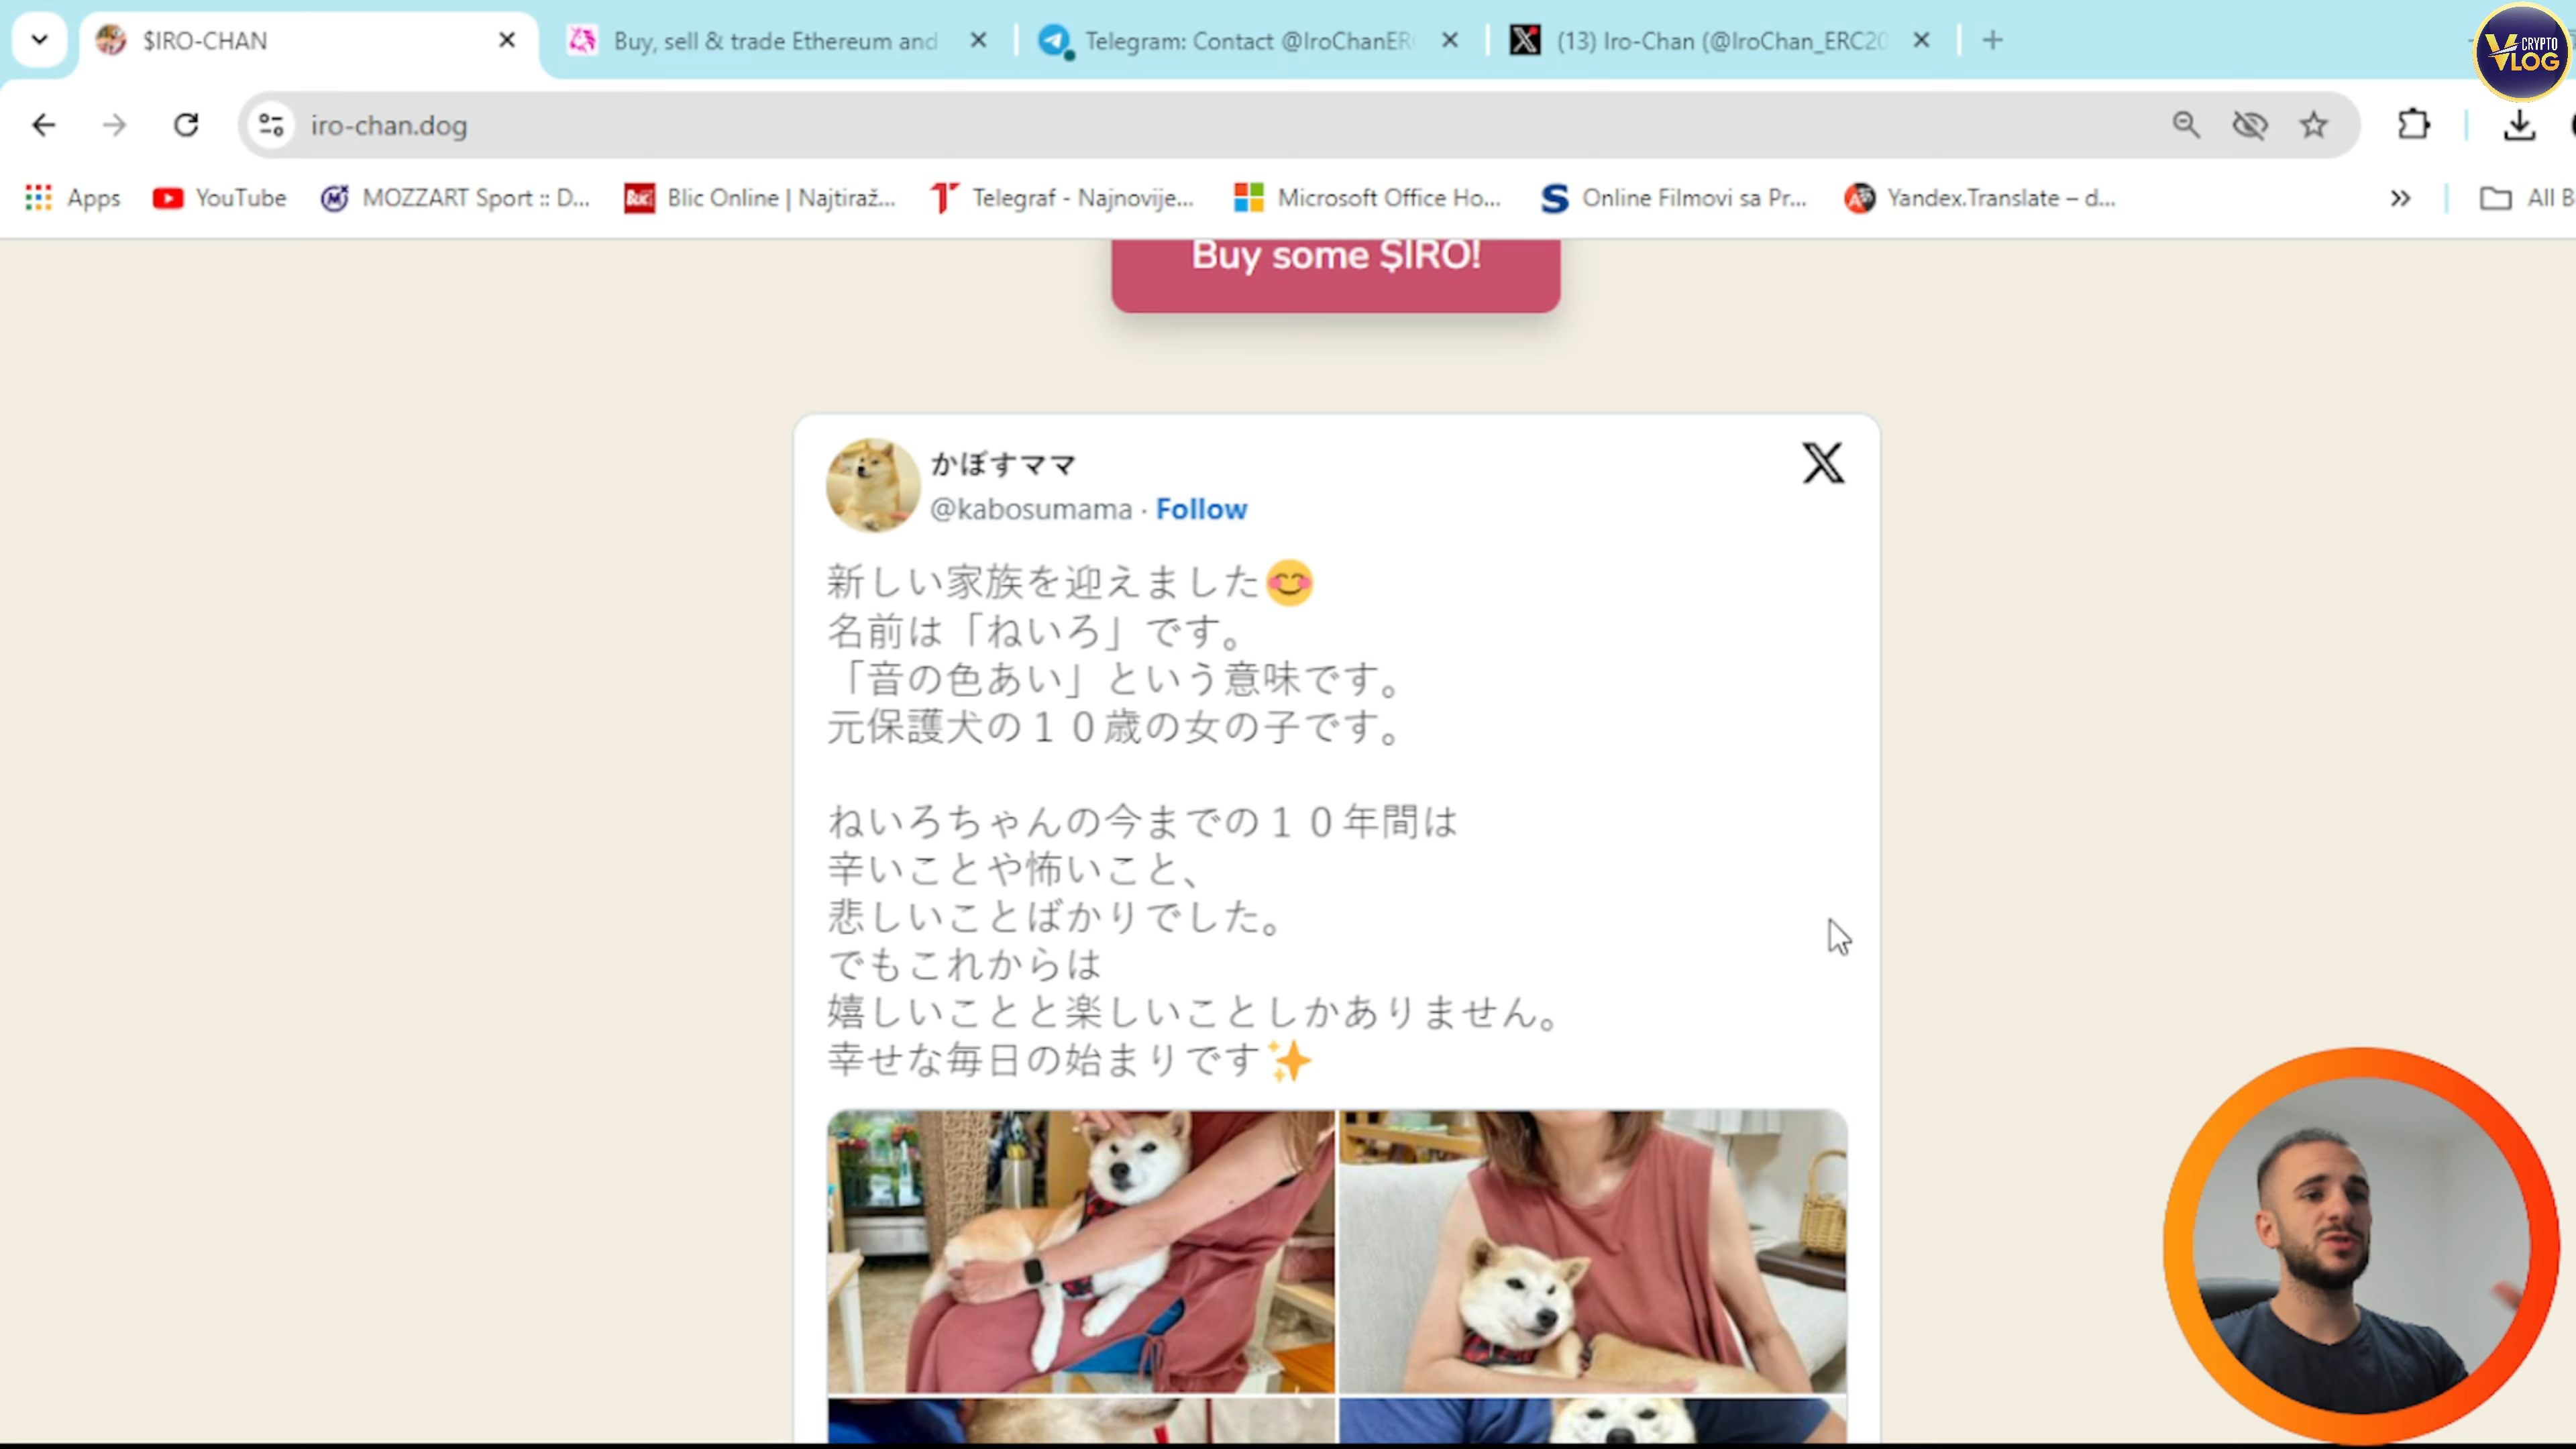 $IRO-CHAN
Buy, sell & trade Ethereum and
Telegram: Contact @IroChanER
(13) Iro-Chan (@IroChan_ERC20
CRYPTO
VLOG
iro-chan.dog
Apps
YouTube
MOZZART Sport :: D...
Blic Online | Najtiraž...
Telegraf - Najnovije...
Microsoft Office Ho...
Online Filmovi sa Pr...
Yandex.Translate – d...
All B
Buy some $IRO!
かぼすママ
@kabosumama · Follow
新しい家族を迎えました😊
名前は「ねいろ」です。
「音の色あい」という意味です。
元保護犬の１０歳の女の子です。
ねいろちゃんの今までの１０年間は
辛いことや怖いこと、
悲しいことばかりでした。
でもこれからは
嬉しいことと楽しいことしかありません。
幸せな毎日の始まりです✨